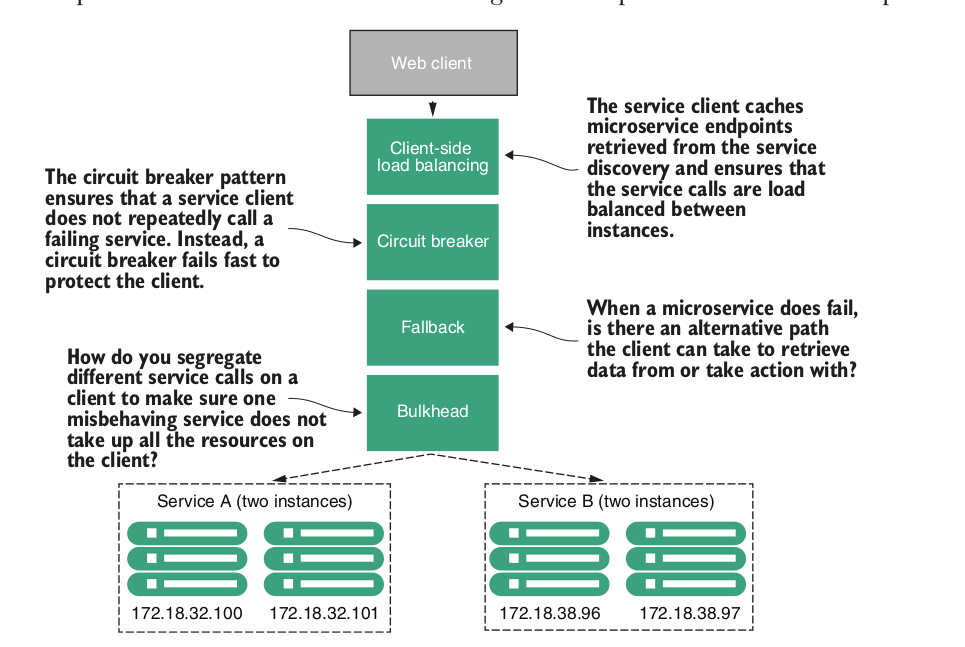 Web client
Client-side
load balancing
The service client caches
microservice endpoints
retrieved from the service
discovery and ensures that
the service calls are load
balanced between
instances.
The circuit breaker pattern
ensures that a service client
does not repeatedly call a
failing service. Instead, a
circuit breaker fails fast to
protect the client.
Circuit breaker
Fallback
When a microservice does fail,
is there an alternative path
the client can take to retrieve
data from or take action with?
How do you segregate
different service calls on a
client to make sure one
misbehaving service does not
take up all the resources on
the client?
Bulkhead
Service A (two instances)
172.18.32.100
172.18.32.101
Service B (two instances)
172.18.38.96
172.18.38.97